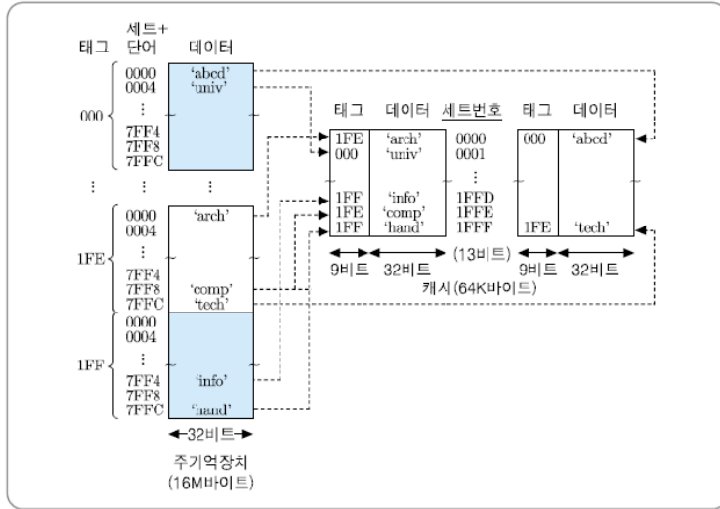 세트+
태그 단어 데이터
0000 'abcd'
0004 'univ'
⋮
000
7FF4
7FF8
7FFC
⋮ ⋮ ⋮
0000 'arch'
0004
1FE
⋮
7FF4
7FF8 'comp'
7FFC 'tech'
0000
0004
⋮
1FF
7FF4 'info'
7FF8
7FFC 'hand'
32비트
주기억장치
(16M바이트)
태그 데이터 세트번호 태그 데이터
1FE 'arch' 0000 000 'abcd'
000 'univ' 0001
⋮
1FF 'info' 1FFD
1FE 'comp' 1FFE
1FF 'hand' 1FFF 1FE 'tech'
9비트 32비트 (13비트) 9비트 32비트
캐시(64K바이트)